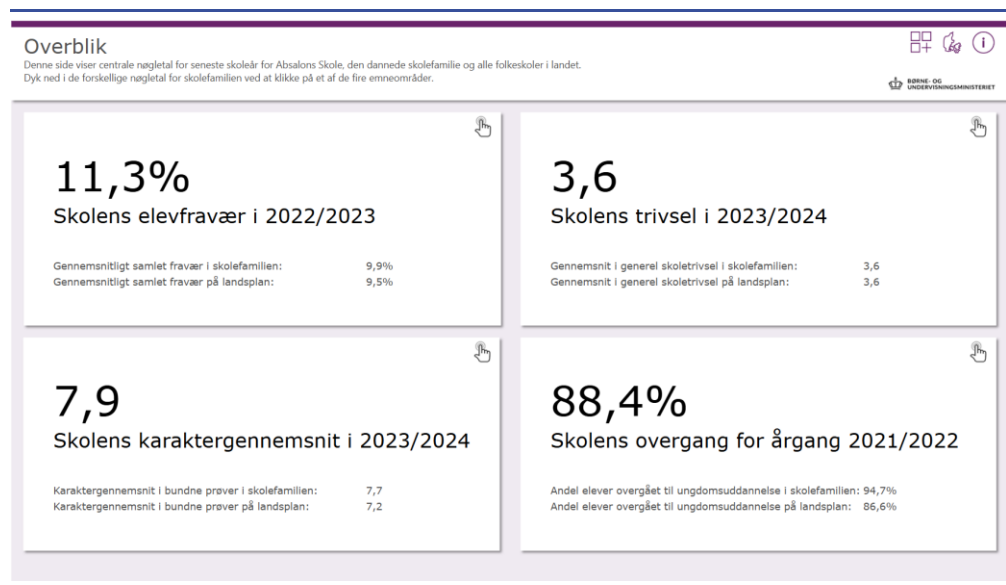 Overblik
Denne side viser centrale nøgletal for seneste skoleår for Absalons Skole, den dannede skolefamilie og alle folkeskoler i landet.
Dyk ned i de forskellige nøgletal for skolefamilien ved at klikke på et af de fire emneområder.
BØRNE- OG
UNDERVISNINGSMINISTERIET
11,3%
Skolens elevfravær i 2022/2023
Gennemsnitligt samlet fravær i skolefamilien: 9,9%
Gennemsnitligt samlet fravær på landsplan: 9,5%
3,6
Skolens trivsel i 2023/2024
Gennemsnit i generel skoletrivsel i skolefamilien: 3,6
Gennemsnit i generel skoletrivsel på landsplan: 3,6
7,9
Skolens karaktergennemsnit i 2023/2024
Karaktergennemsnit i bundne prøver i skolefamilien: 7,7
Karaktergennemsnit i bundne prøver på landsplan: 7,2
88,4%
Skolens overgang for årgang 2021/2022
Andel elever overgået til ungdomsuddannelse i skolefamilien: 94,7%
Andel elever overgået til ungdomsuddannelse på landsplan: 86,6%